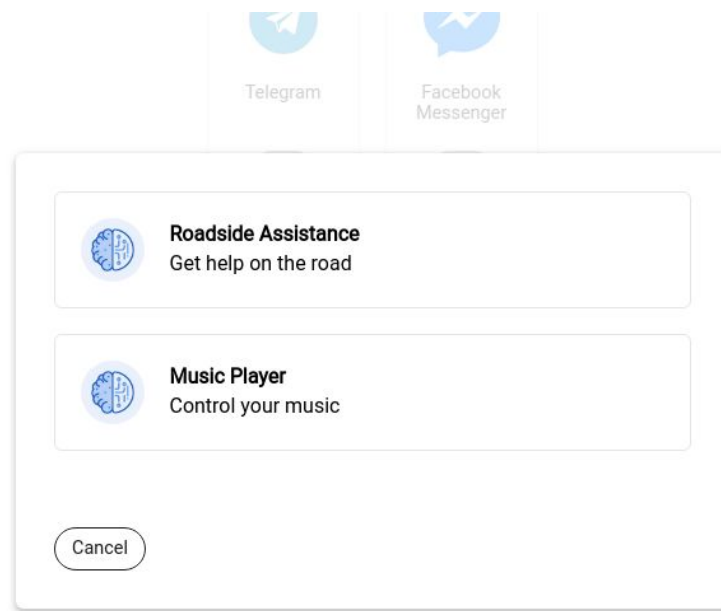 Telegram
Facebook
Messenger
Roadside Assistance
Get help on the road
Music Player
Control your music
Cancel